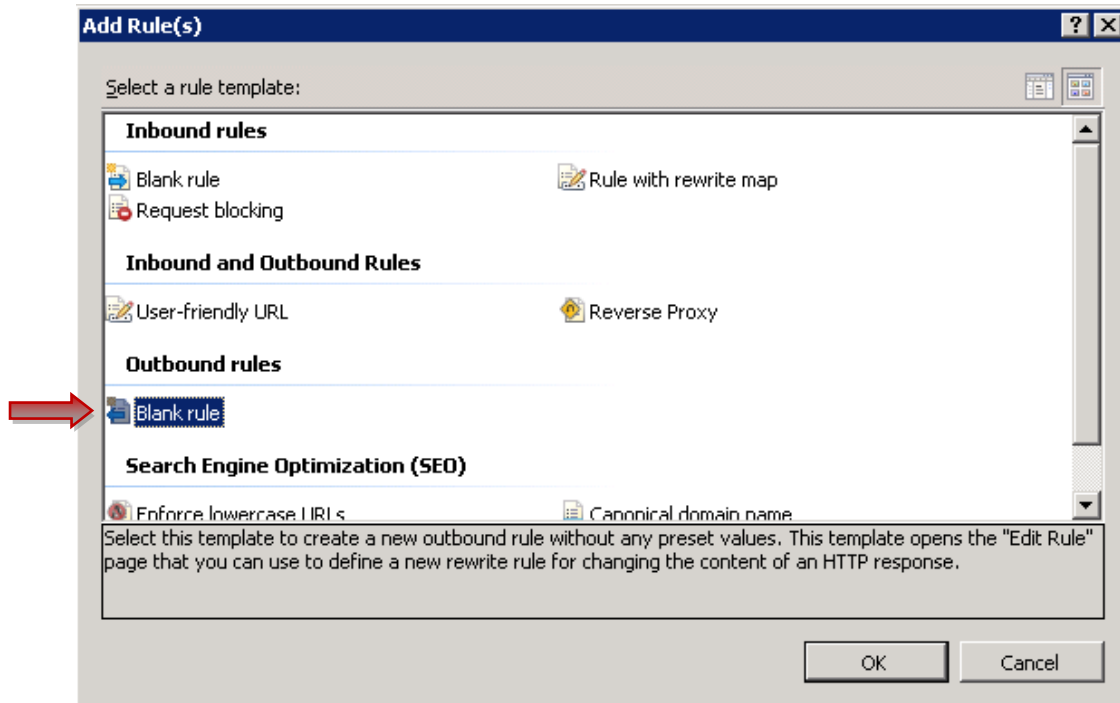 Add Rule(s)
Select a rule template:
Inbound rules
Blank rule
Rule with rewrite map
Request blocking
Inbound and Outbound Rules
User-friendly URL
Reverse Proxy
Outbound rules
Blank rule
Search Engine Optimization (SEO)
Enforce lowercase URLs
Canonical domain name
Select this template to create a new outbound rule without any preset values. This template opens the "Edit Rule"
page that you can use to define a new rewrite rule for changing the content of an HTTP response.
OK
Cancel